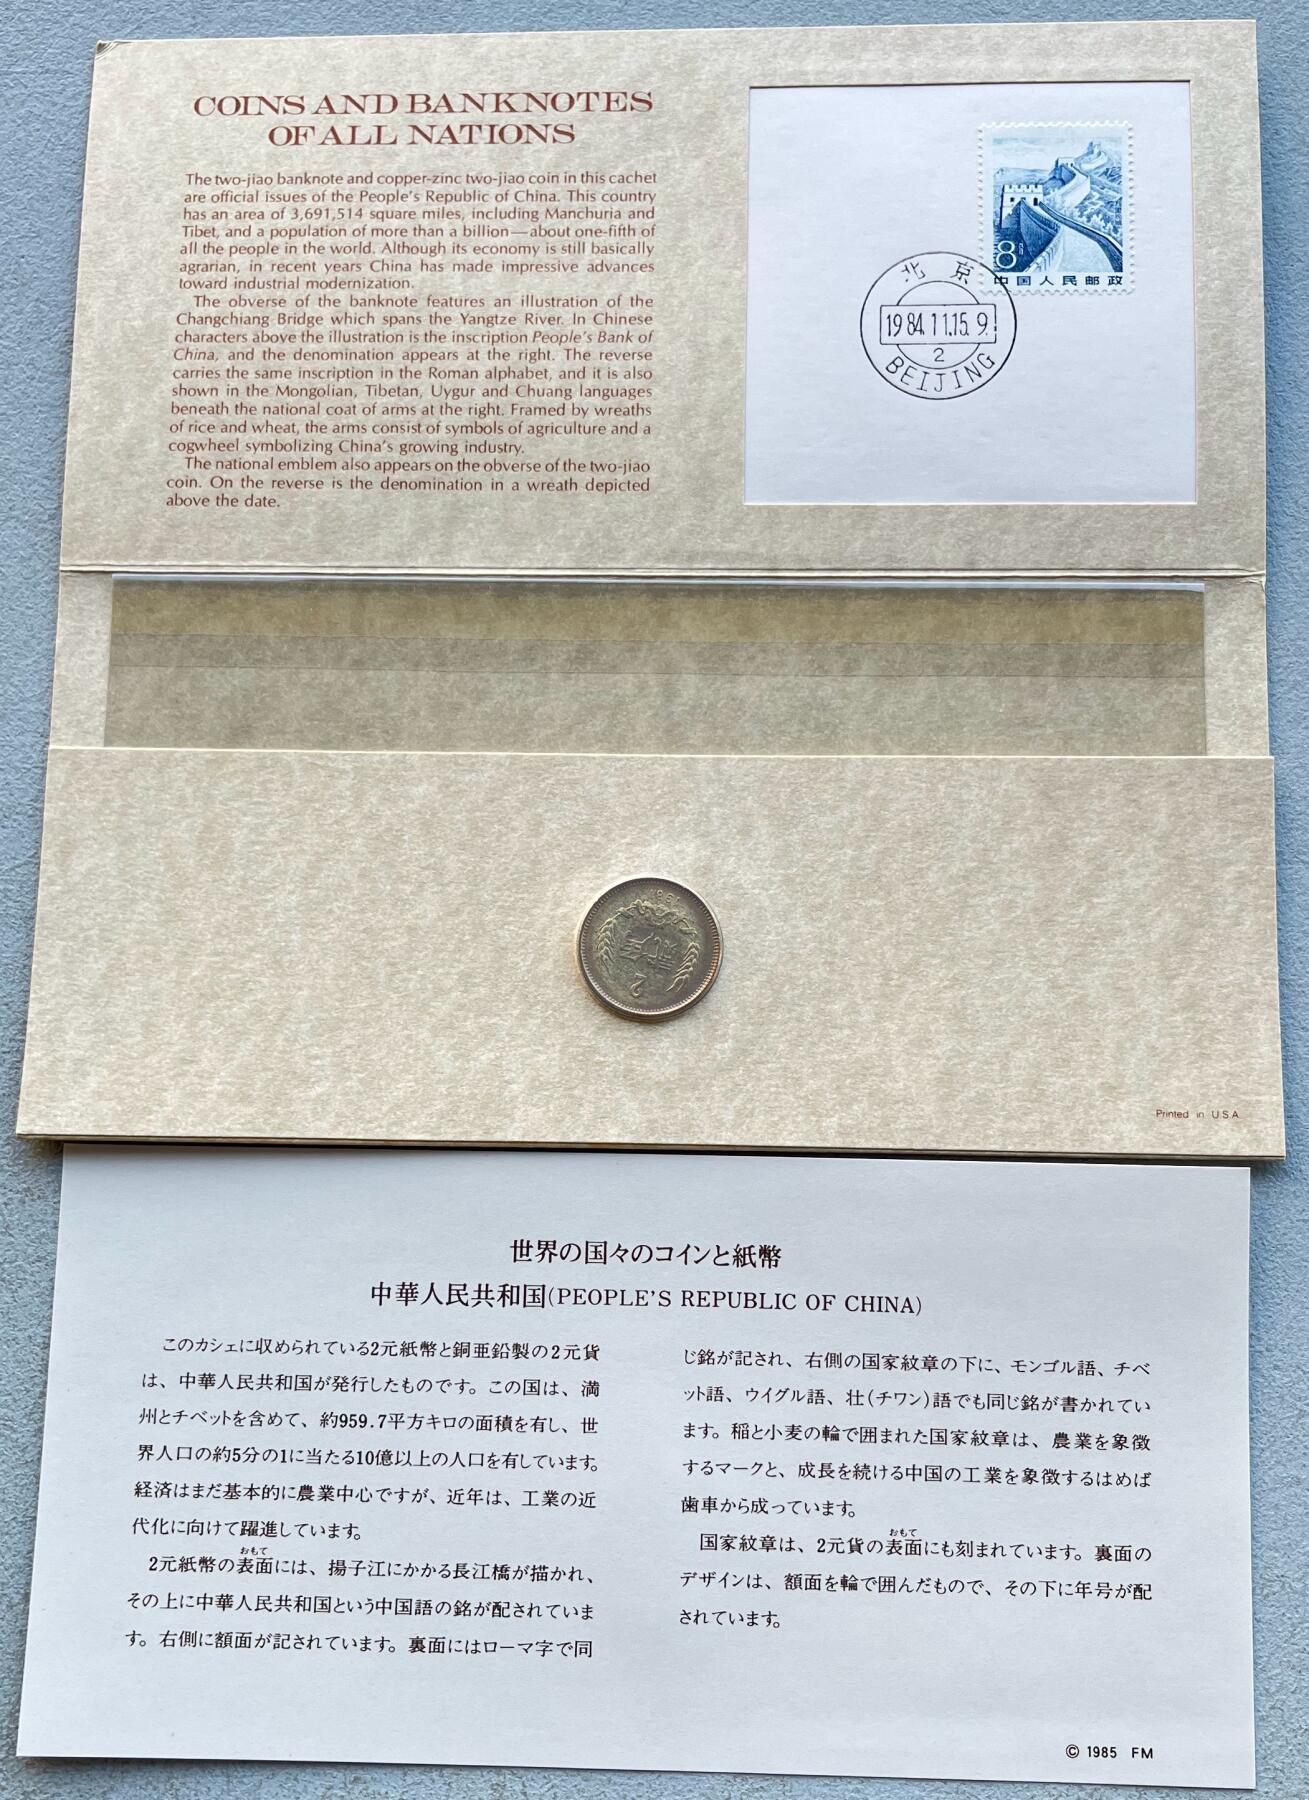 COINS AND BANKNOTES
OF ALL NATIONS
The two-jiao banknote and copper-zinc two-jiao coin in this cachet
are official issues of the People's Republic of China. This country
has an area of 3,691,514 square miles, including Manchuria and
Tibet, and a population of more than a billion—about one-fifth of
all the people in the world. Although its economy is still basically
agrarian, in recent years China has made impressive advances
toward industrial modernization.
The obverse of the banknote features an illustration of the
Changchiang Bridge which spans the Yangtze River. In Chinese
characters above the illustration is the inscription People's Bank of
China, and the denomination appears at the right. The reverse
carries the same inscription in the Roman alphabet, and it is also
shown in the Mongolian, Tibetan, Uygur and Chuang languages
beneath the national coat of arms at the right. Framed by wreaths
of rice and wheat, the arms consist of symbols of agriculture and a
cogwheel symbolizing China's growing industry.
The national emblem also appears on the obverse of the two-jiao
coin. On the reverse is the denomination in a wreath depicted
above the date.
8
中国人民邮政
北京
1984.11.15.9
2
BEIJING
1981
贰角
2
Printed in U.S.A.
世界の国々のコインと紙幣
中華人民共和国(PEOPLE'S REPUBLIC OF CHINA)
このカシェに収められている2元紙幣と銅亜鉛製の2元貨
は、中華人民共和国が発行したものです。この国は、満
州とチベットを含めて、約959.7平方キロの面積を有し、世
界人口の約5分の1に当たる10億以上の人口を有しています。
経済はまだ基本的に農業中心ですが、近年は、工業の近
代化に向けて躍進しています。
おもて
2元紙幣の表面には、揚子江にかかる長江橋が描かれ、
その上に中華人民共和国という中国語の銘が配されていま
す。右側に額面が記されています。裏面にはローマ字で同
じ銘が記され、右側の国家紋章の下に、モンゴル語、チベ
ット語、ウイグル語、壮(チワン)語でも同じ銘が書かれてい
ます。稲と小麦の輪で囲まれた国家紋章は、農業を象徴
するマークと、成長を続ける中国の工業を象徴するはめば
歯車から成っています。
おもて
国家紋章は、2元貨の表面にも刻まれています。裏面の
デザインは、額面を輪で囲んだもので、その下に年号が配
されています。
© 1985 FM